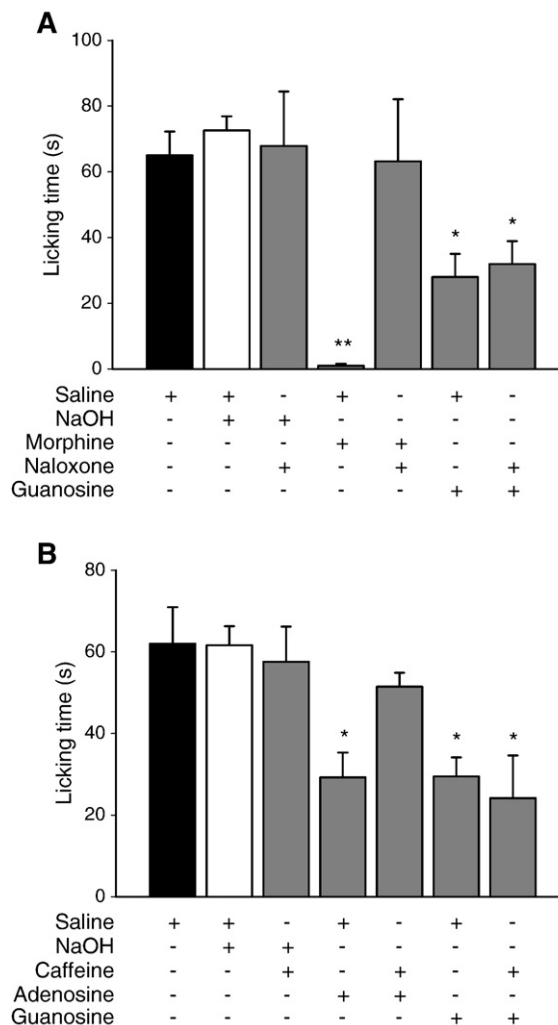 A
100
80
60
40
20
0
Licking time (s)
* *
**
Saline + + - + - + -
NaOH - + + - - - -
Morphine - - - + + - -
Naloxone - - + - + - +
Guanosine - - - - - + +
B
80
60
40
20
0
Licking time (s)
* * *
Saline + + - + - + -
NaOH - + + - - - -
Caffeine - - + - + - +
Adenosine - - - + + - -
Guanosine - - - - - + +